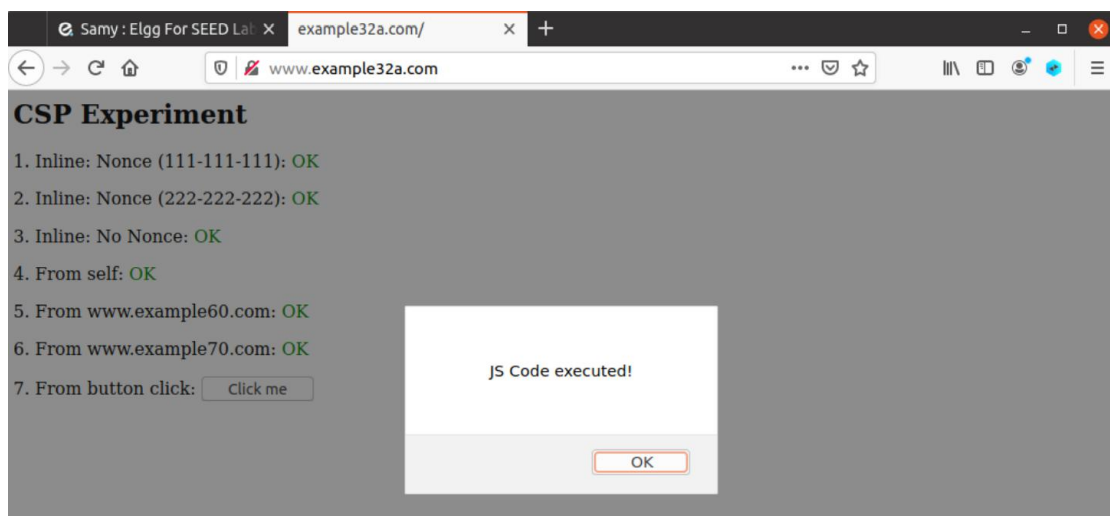 Samy : Elgg For SEED Lab
example32a.com/
www.example32a.com
CSP Experiment
1. Inline: Nonce (111-111-111): OK
2. Inline: Nonce (222-222-222): OK
3. Inline: No Nonce: OK
4. From self: OK
5. From www.example60.com: OK
6. From www.example70.com: OK
7. From button click: Click me
JS Code executed!
OK